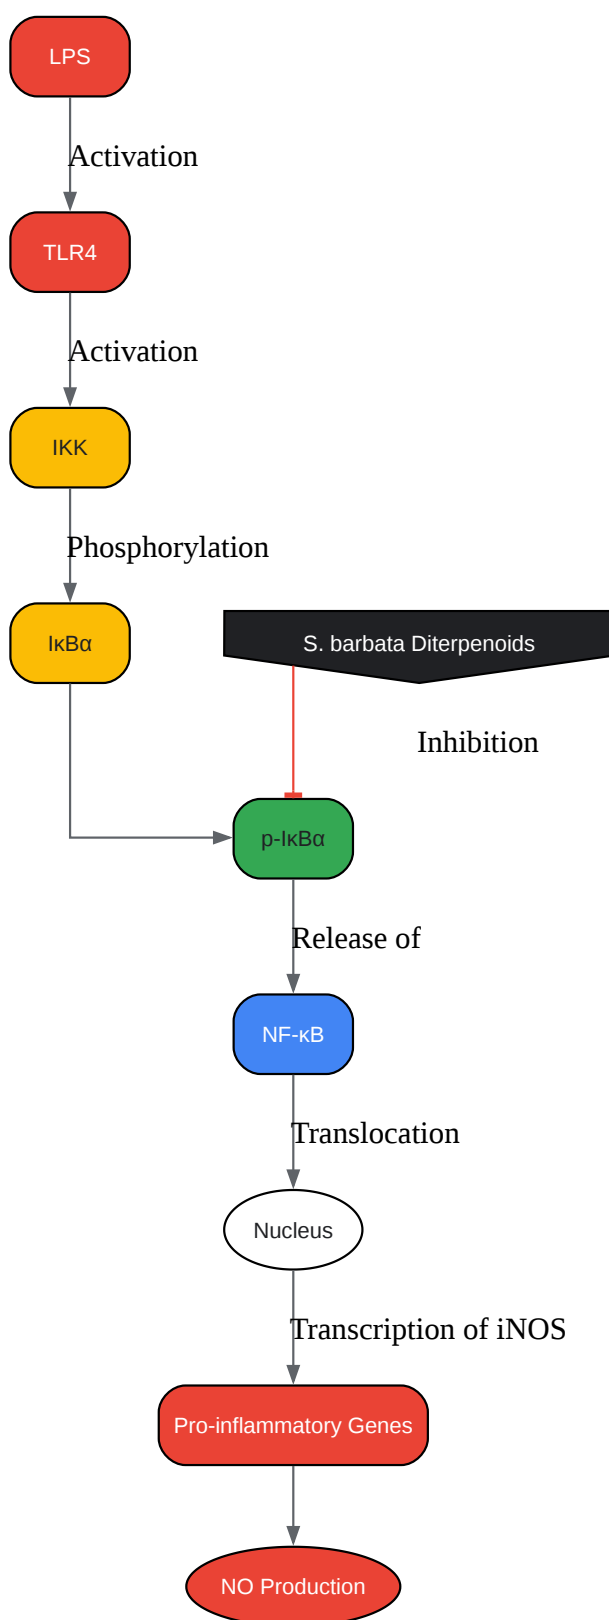 LPS
Activation
TLR4
Activation
IKK
Phosphorylation
IκBα
S. barbata Diterpenoids
Inhibition
p-IκBα
Release of
NF-κB
Translocation
Nucleus
Transcription of iNOS
Pro-inflammatory Genes
NO Production